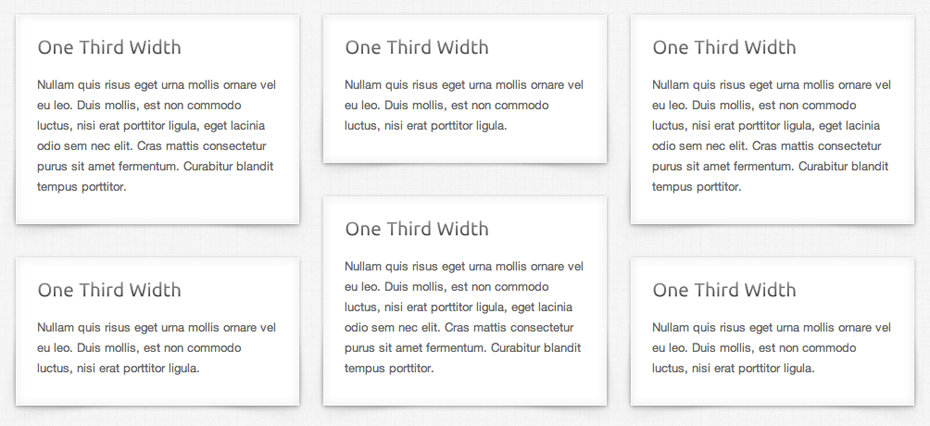 One Third Width
Nullam quis risus eget urna mollis ornare vel
eu leo. Duis mollis, est non commodo
luctus, nisi erat porttitor ligula, eget lacinia
odio sem nec elit. Cras mattis consectetur
purus sit amet fermentum. Curabitur blandit
tempus porttitor.
One Third Width
Nullam quis risus eget urna mollis ornare vel
eu leo. Duis mollis, est non commodo
luctus, nisi erat porttitor ligula.
One Third Width
Nullam quis risus eget urna mollis ornare vel
eu leo. Duis mollis, est non commodo
luctus, nisi erat porttitor ligula.
One Third Width
Nullam quis risus eget urna mollis ornare vel
eu leo. Duis mollis, est non commodo
luctus, nisi erat porttitor ligula, eget lacinia
odio sem nec elit. Cras mattis consectetur
purus sit amet fermentum. Curabitur blandit
tempus porttitor.
One Third Width
Nullam quis risus eget urna mollis ornare vel
eu leo. Duis mollis, est non commodo
luctus, nisi erat porttitor ligula, eget lacinia
odio sem nec elit. Cras mattis consectetur
purus sit amet fermentum. Curabitur blandit
tempus porttitor.
One Third Width
Nullam quis risus eget urna mollis ornare vel
eu leo. Duis mollis, est non commodo
luctus, nisi erat porttitor ligula.